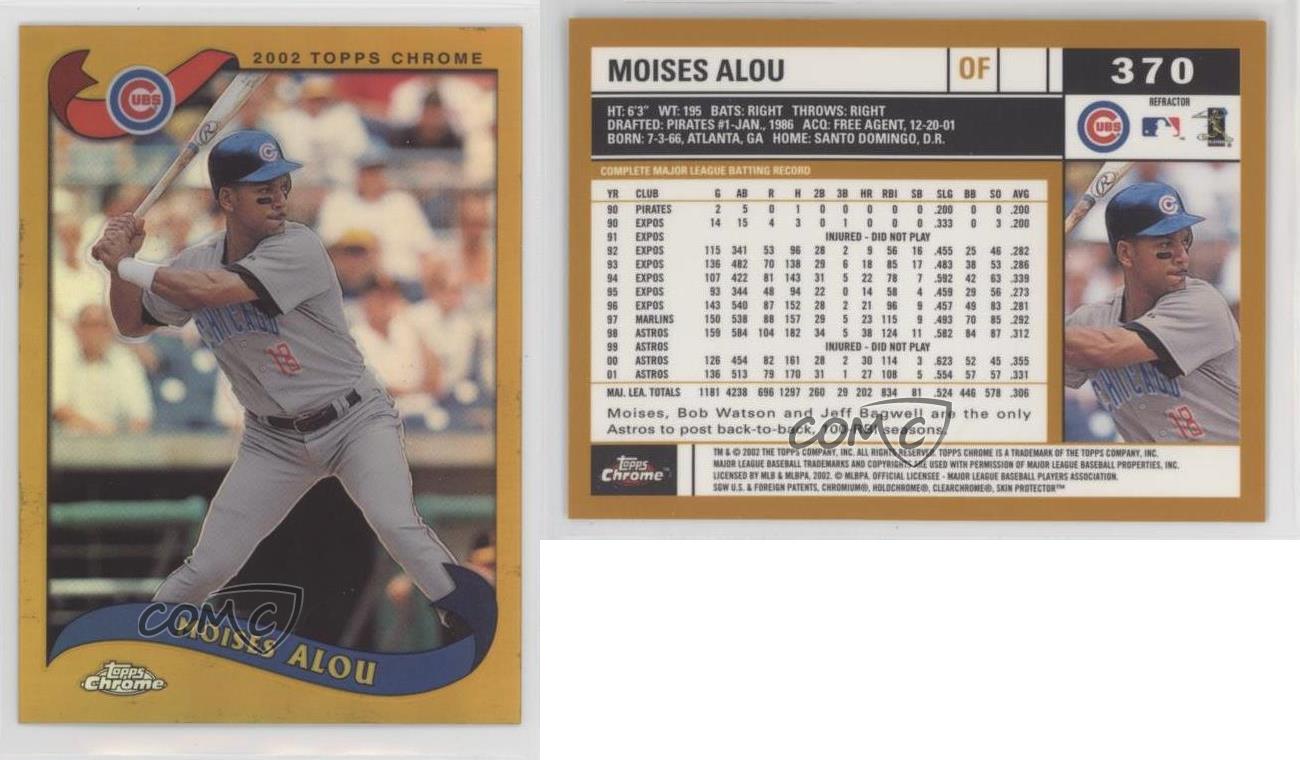 2002 TOPPS CHROME
CUBS
C
CHICAGO
18
COMC
MOISES ALOU
Topps
Chrome
MOISES ALOU OF 370
HT: 6'3" WT: 195 BATS: RIGHT THROWS: RIGHT
DRAFTED: PIRATES #1-JAN., 1986 ACQ: FREE AGENT, 12-20-01
BORN: 7-3-66, ATLANTA, GA HOME: SANTO DOMINGO, D.R.
REFRACTOR
CUBS
COMPLETE MAJOR LEAGUE BATTING RECORD
YR CLUB G AB R H 2B 3B HR RBI SB SLG BB SO AVG
90 PIRATES 2 5 0 1 0 0 0 0 0 .200 0 0 .200
90 EXPOS 14 15 4 3 0 1 0 0 0 .333 0 3 .200
91 EXPOS INJURED - DID NOT PLAY
92 EXPOS 115 341 53 96 28 2 9 56 16 .455 25 46 .282
93 EXPOS 136 482 70 138 29 6 18 85 17 .483 38 53 .286
94 EXPOS 107 422 81 143 31 5 22 78 7 .592 42 63 .339
95 EXPOS 93 344 48 94 22 0 14 58 4 .459 29 56 .273
96 EXPOS 143 540 87 152 28 2 21 96 9 .457 49 83 .281
97 MARLINS 150 538 88 157 29 5 23 115 9 .493 70 85 .292
98 ASTROS 159 584 104 182 34 5 38 124 11 .582 84 87 .312
99 ASTROS INJURED - DID NOT PLAY
00 ASTROS 126 454 82 161 28 2 30 114 3 .623 52 45 .355
01 ASTROS 136 513 79 170 31 1 27 108 5 .554 57 57 .331
MAJ. LEA. TOTALS 1181 4238 696 1297 260 29 202 834 81 .524 446 578 .306
Moises, Bob Watson and Jeff Bagwell are the only
Astros to post back-to-back, 100-RBI seasons.
COMC
C
CHICAGO
18
Topps
Chrome
TM & © 2002 THE TOPPS COMPANY, INC. ALL RIGHTS RESERVED. TOPPS CHROME IS A TRADEMARK OF THE TOPPS COMPANY, INC.
MAJOR LEAGUE BASEBALL TRADEMARKS AND COPYRIGHTS ARE USED WITH PERMISSION OF MAJOR LEAGUE BASEBALL PROPERTIES, INC.
LICENSED BY MLB & MLBPA, 2002. © MLBPA. OFFICIAL LICENSEE - MAJOR LEAGUE BASEBALL PLAYERS ASSOCIATION.
SGW U.S. & FOREIGN PATENTS, CHROMIUM®, HOLOCHROME®, CLEARCHROME®, SKIN PROTECTOR™